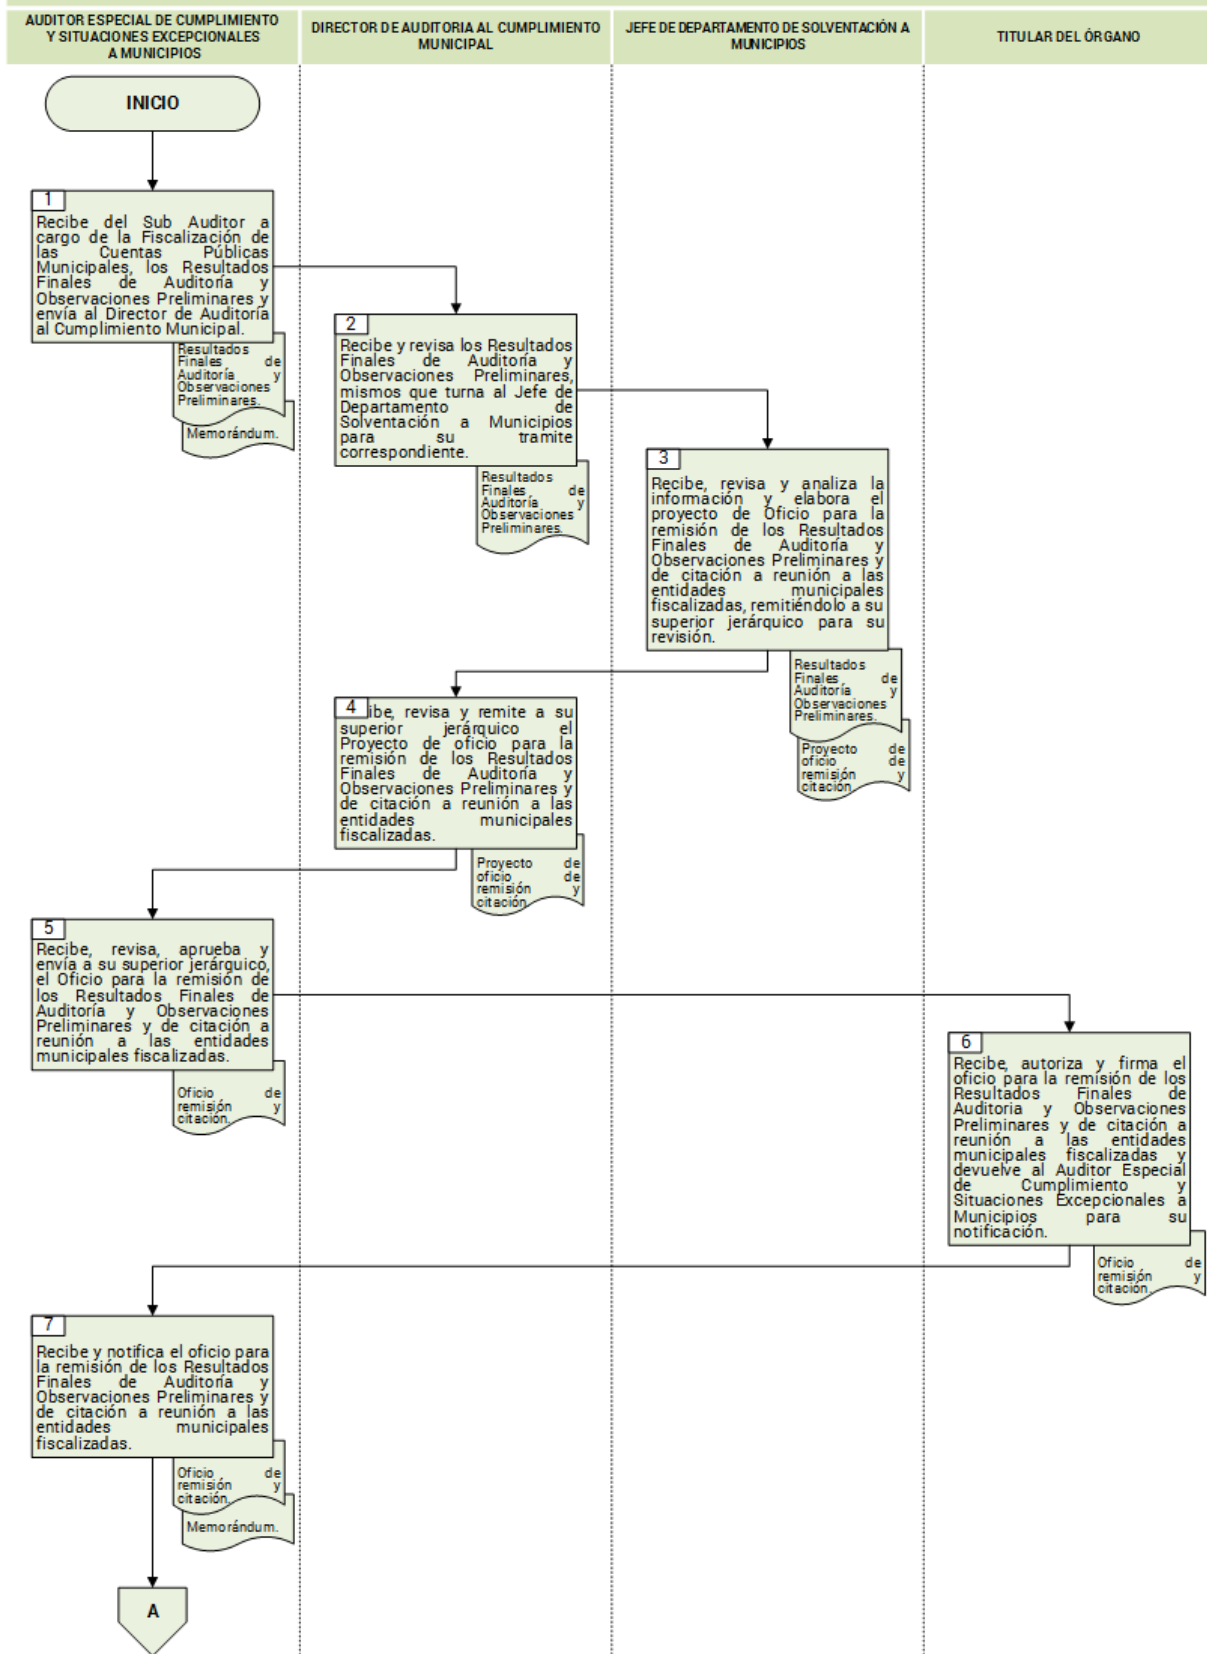 AUDITOR ESPECIAL DE CUMPLIMIENTO
Y SITUACIONES EXCEPCIONALES
A MUNICIPIOS
DIRECTOR DE AUDITORIA AL CUMPLIMIENTO
MUNICIPAL
JEFE DE DEPARTAMENTO DE SOLVENTACIÓN A
MUNICIPIOS
TITULAR DEL ÓRGANO
INICIO
1
Recibe del Sub Auditor a
cargo de la Fiscalización de
las Cuentas Públicas
Municipales, los Resultados
Finales de Auditoría y
Observaciones Preliminares y
envía al Director de Auditoría
al Cumplimiento Municipal.
Resultados
Finales de
Auditoría y
Observaciones
Preliminares.
Memorándum.
2
Recibe y revisa los Resultados
Finales de Auditoría y
Observaciones Preliminares,
mismos que turna al Jefe de
Departamento de
Solventación a Municipios
para su tramite
correspondiente.
Resultados
Finales de
Auditoría y
Observaciones
Preliminares.
3
Recibe, revisa y analiza la
información y elabora el
proyecto de Oficio para la
remisión de los Resultados
Finales de Auditoría y
Observaciones Preliminares y
de citación a reunión a las
entidades municipales
fiscalizadas, remitiéndolo a su
superior jerárquico para su
revisión.
Resultados
Finales de
Auditoría y
Observaciones
Preliminares.
Proyecto de
oficio de
remisión y
citación
4
ibe, revisa y remite a su
superior jerárquico el
Proyecto de oficio para la
remisión de los Resultados
Finales de Auditoría y
Observaciones Preliminares y
de citación a reunión a las
entidades municipales
fiscalizadas.
Proyecto de
oficio de
remisión y
citación
5
Recibe, revisa, aprueba y
envía a su superior jerárquico,
el Oficio para la remisión de
los Resultados Finales de
Auditoría y Observaciones
Preliminares y de citación a
reunión a las entidades
municipales fiscalizadas.
Oficio de
remisión y
citación.
6
Recibe, autoriza y firma el
oficio para la remisión de los
Resultados Finales de
Auditoria y Observaciones
Preliminares y de citación a
reunión a las entidades
municipales fiscalizadas y
devuelve al Auditor Especial
de Cumplimiento y
Situaciones Excepcionales a
Municipios para su
notificación.
Oficio de
remisión y
citación.
7
Recibe y notifica el oficio para
la remisión de los Resultados
Finales de Auditoría y
Observaciones Preliminares y
de citación a reunión a las
entidades municipales
fiscalizadas.
Oficio de
remisión y
citación.
Memorándum.
A